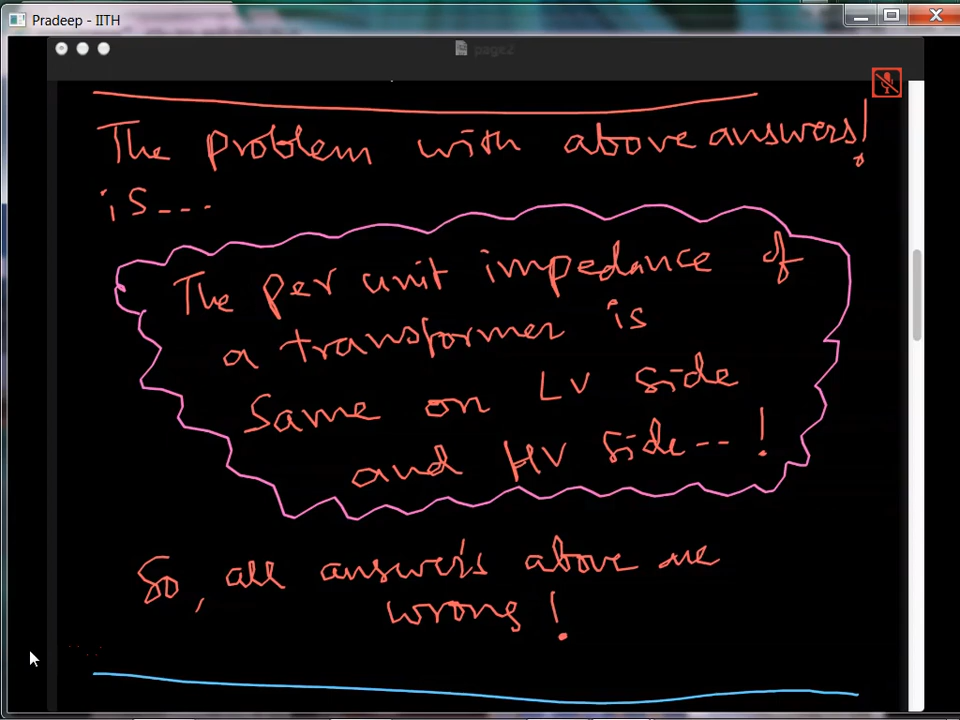 Pradeep - IITH
page2
The problem with above answers!
is---
The per unit impedance of
a transformer is
Same on LV side
and HV side--!
So, all answers above are
wrong!